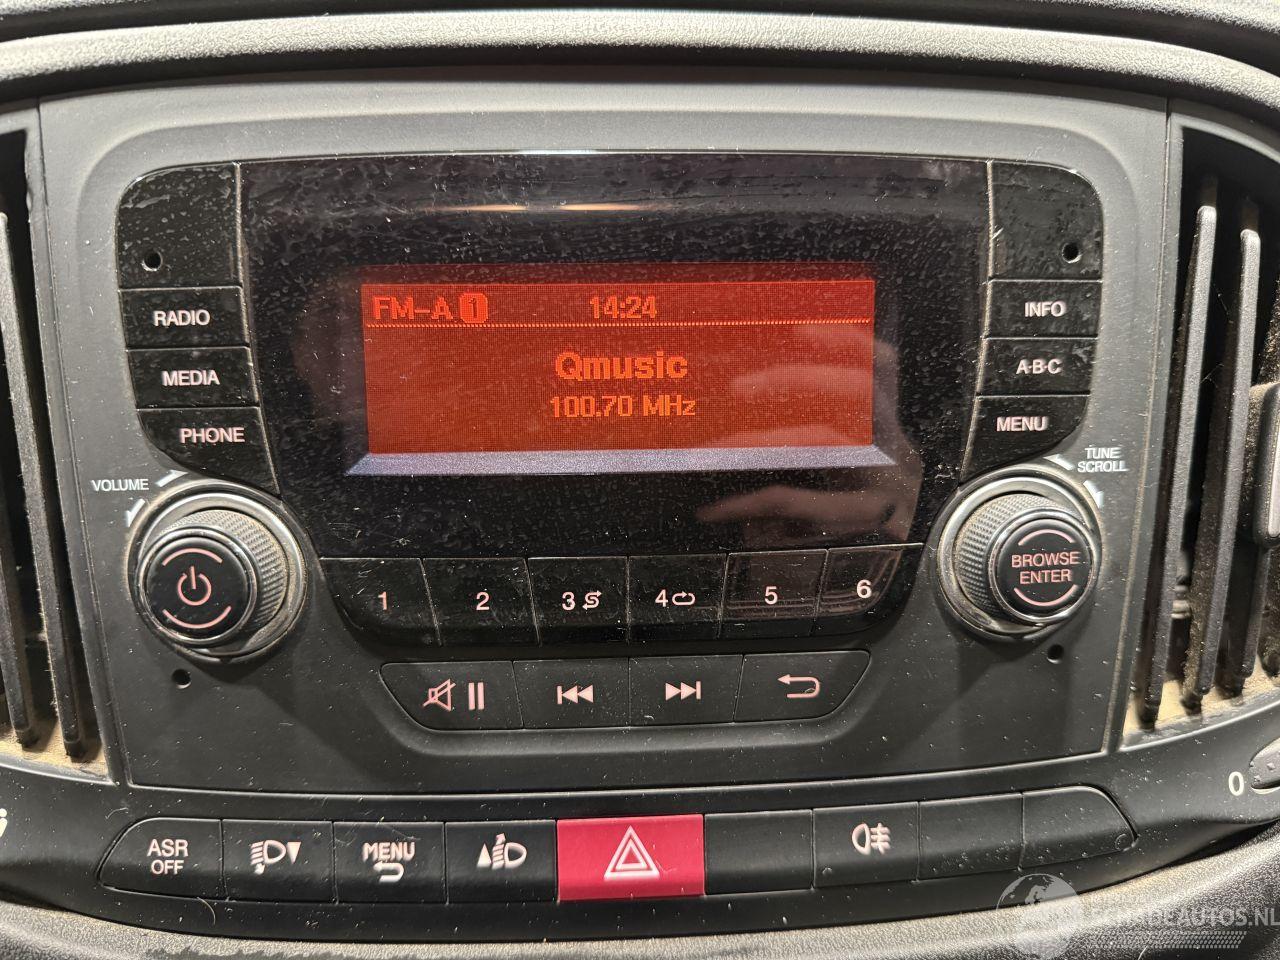 FM-A 1 14:24
Qmusic
100.70 MHz
RADIO
MEDIA
PHONE
VOLUME
INFO
A·B·C
MENU
TUNE
SCROLL
BROWSE
ENTER
1 2 3 4 5 6
ASR
OFF
MENU
0